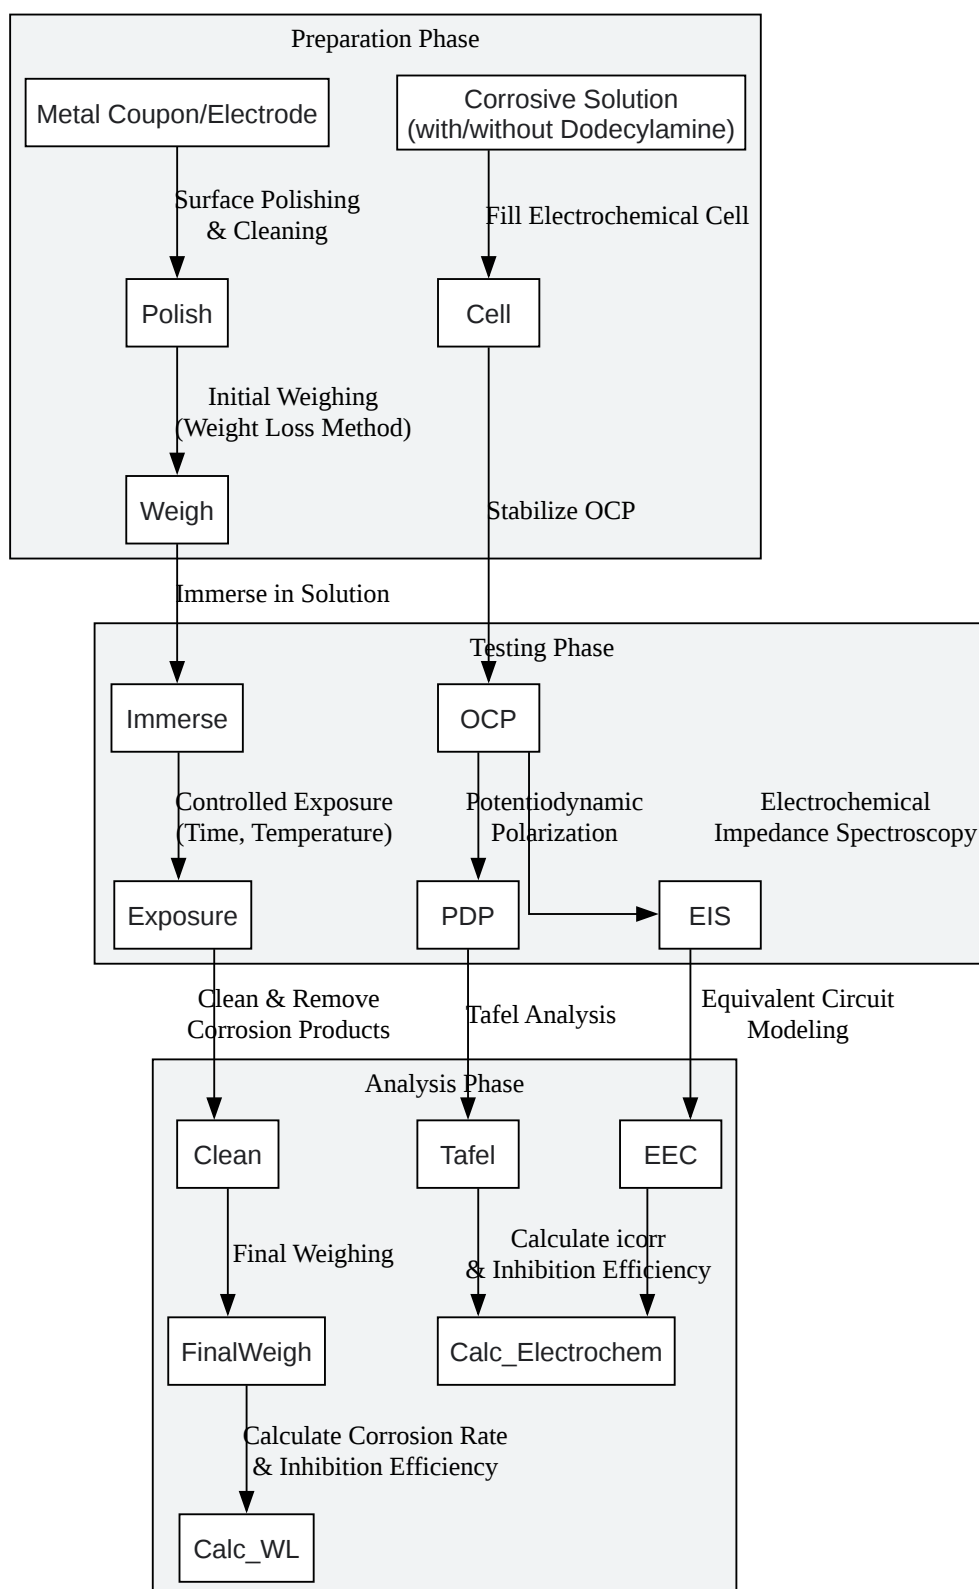 Preparation Phase
Metal Coupon/Electrode
Corrosive Solution
(with/without Dodecylamine)
Surface Polishing
& Cleaning
Fill Electrochemical Cell
Polish
Cell
Initial Weighing
(Weight Loss Method)
Weigh
Stabilize OCP
Immerse in Solution
Testing Phase
Immerse
OCP
Controlled Exposure
(Time, Temperature)
Potentiodynamic
Polarization
Electrochemical
Impedance Spectroscopy
Exposure
PDP
EIS
Clean & Remove
Corrosion Products
Tafel Analysis
Equivalent Circuit
Modeling
Analysis Phase
Clean
Tafel
EEC
Final Weighing
Calculate icorr
& Inhibition Efficiency
FinalWeigh
Calc_Electrochem
Calculate Corrosion Rate
& Inhibition Efficiency
Calc_WL